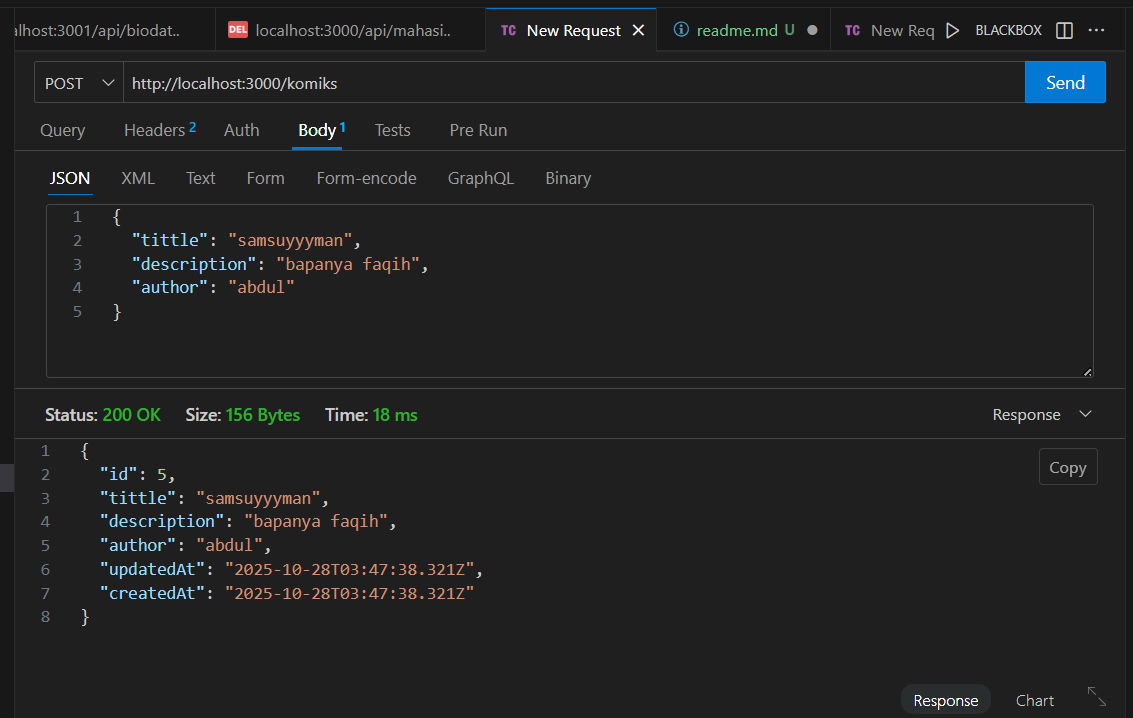 lhost:3001/api/biodat.. DEL localhost:3000/api/mahasi.. TC New Request × readme.md U ● TC New Req BLACKBOX ···
POST http://localhost:3000/komiks Send
Query Headers 2 Auth Body 1 Tests Pre Run
JSON XML Text Form Form-encode GraphQL Binary
1 {
2 "tittle": "samsuyyyman",
3 "description": "bapanya faqih",
4 "author": "abdul"
5 }
Status: 200 OK Size: 156 Bytes Time: 18 ms Response
1 {
Copy
2 "id": 5,
3 "tittle": "samsuyyyman",
4 "description": "bapanya faqih",
5 "author": "abdul",
6 "updatedAt": "2025-10-28T03:47:38.321Z",
7 "createdAt": "2025-10-28T03:47:38.321Z"
8 }
Response Chart